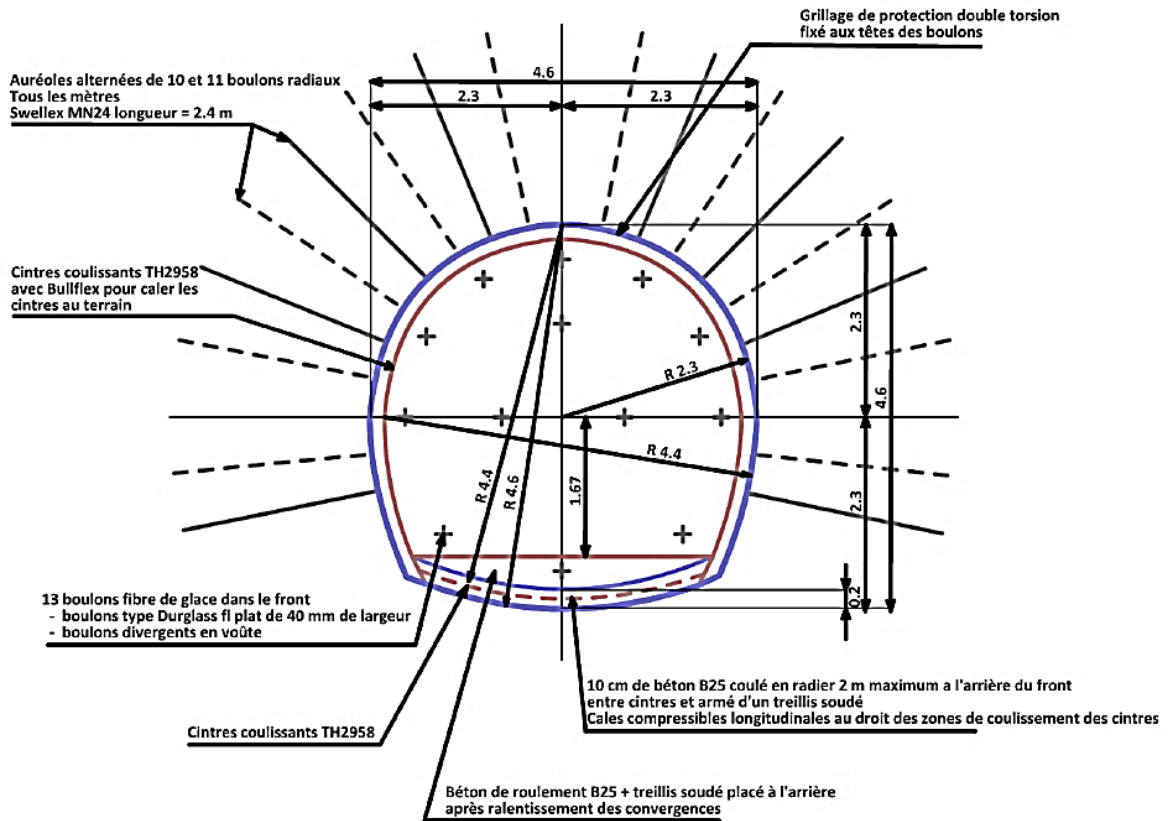 Grillage de protection double torsion
fixé aux têtes des boulons
4.6
2.3
2.3
Auréoles alternées de 10 et 11 boulons radiaux
Tous les mètres
Swellex MN24 longueur = 2.4 m
Cintres coulissants TH2958
avec Bullflex pour caler les
cintres au terrain
R 2.3
2.3
4.6
R 4.4
R 4.4
R 4.6
1.67
2.3
0.2
13 boulons fibre de glace dans le front
- boulons type Durglass fl plat de 40 mm de largeur
- boulons divergents en voûte
10 cm de béton B25 coulé en radier 2 m maximum a l'arrière du front
entre cintres et armé d'un treillis soudé
Cales compressibles longitudinales au droit des zones de coulissement des cintres
Cintres coulissants TH2958
Béton de roulement B25 + treillis soudé placé à l'arrière
après ralentissement des convergences